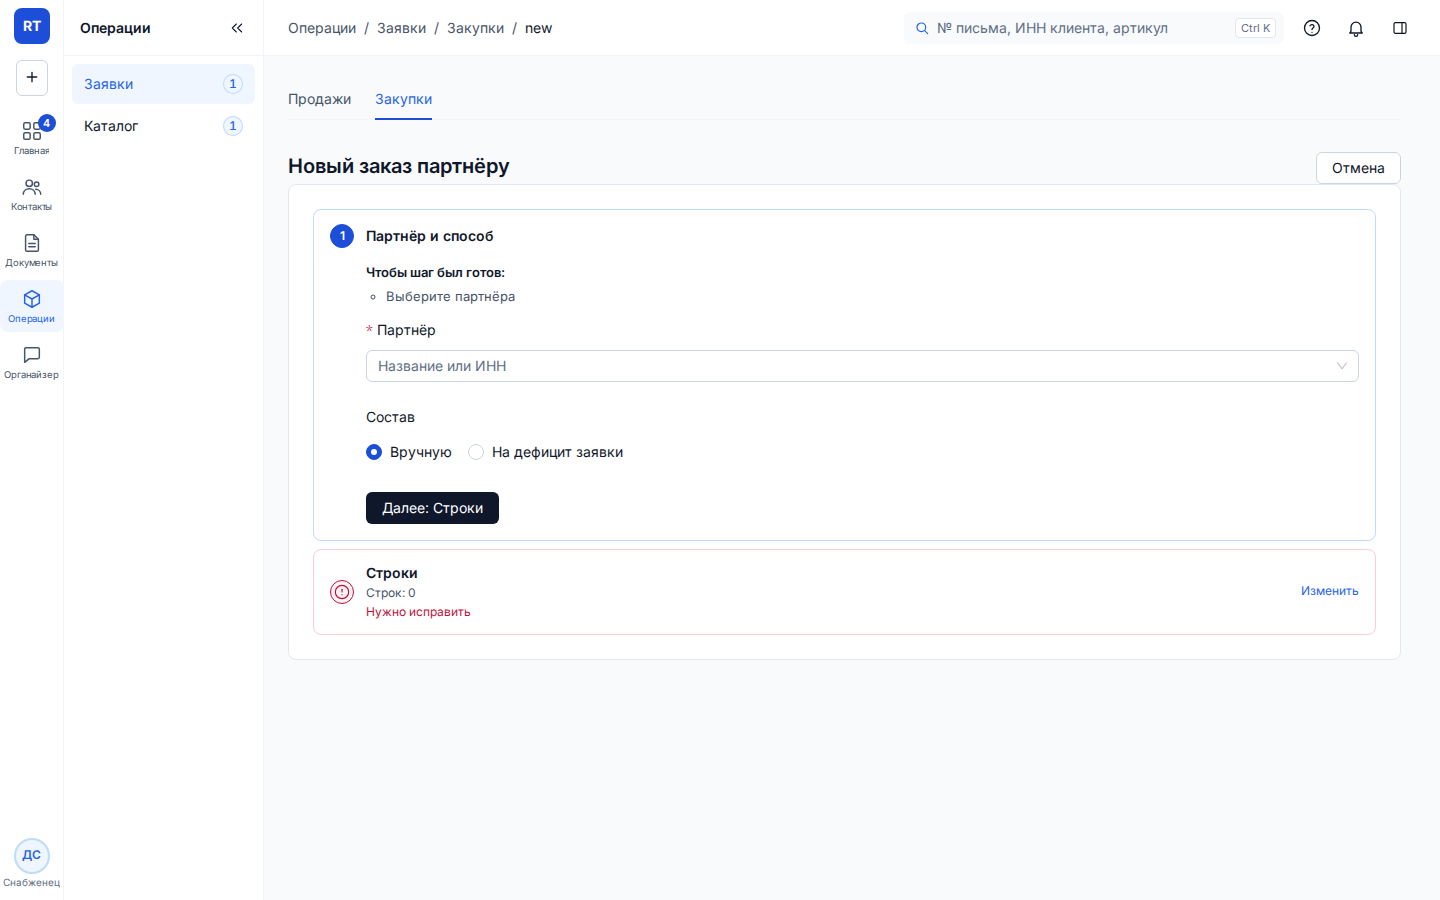 RT
Операции
Операции / Заявки / Закупки / new
№ письма, ИНН клиента, артикул
Ctrl K
4
Главная
Контакты
Документы
Операции
Органайзер
Заявки 1
Каталог 1
Продажи Закупки
Новый заказ партнёру
Отмена
1 Партнёр и способ
Чтобы шаг был готов:
Выберите партнёра
* Партнёр
Название или ИНН
Состав
Вручную На дефицит заявки
Далее: Строки
Строки
Строк: 0
Нужно исправить
Изменить
ДС
Снабженец